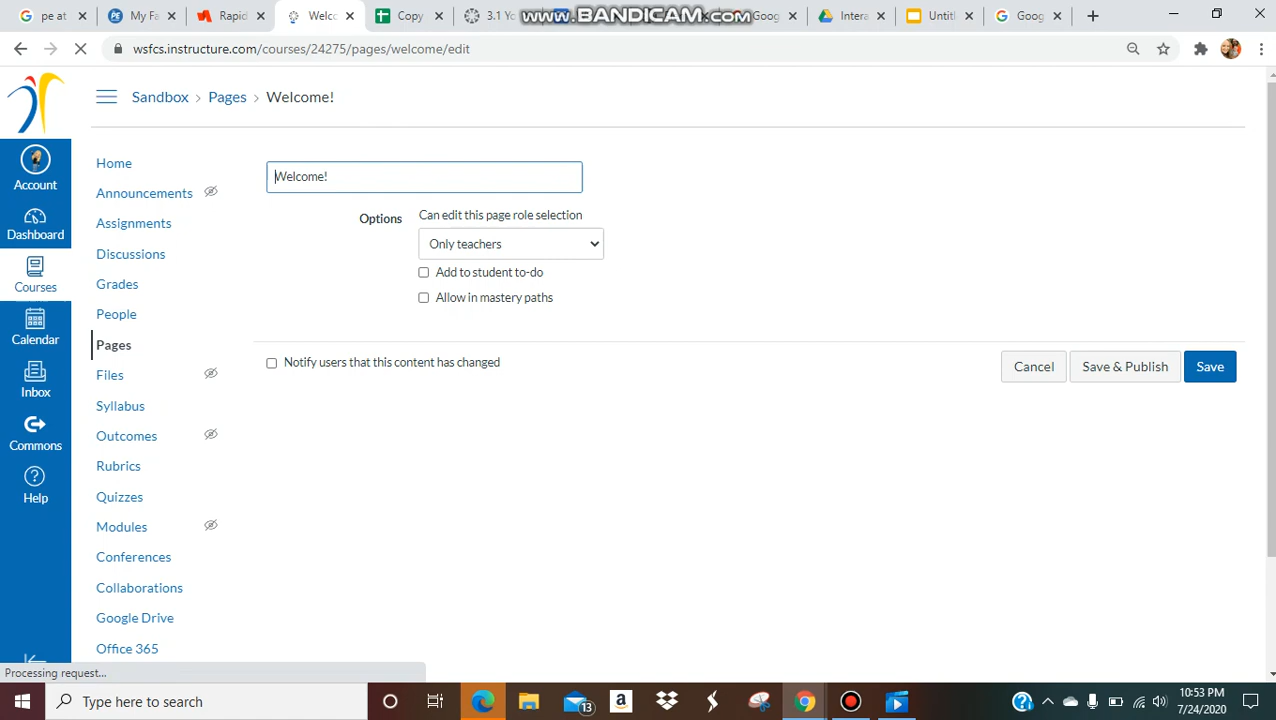 pe at
My Fa
Rapid
Welco
Copy
3.1 Yo
Goog
Intera
Untitl
Goog
www.BANDICAM.com
wsfcs.instructure.com/courses/24275/pages/welcome/edit
Sandbox > Pages > Welcome!
Account
Dashboard
Courses
Calendar
Inbox
Commons
Help
Home
Announcements
Assignments
Discussions
Grades
People
Pages
Files
Syllabus
Outcomes
Rubrics
Quizzes
Modules
Conferences
Collaborations
Google Drive
Office 365
Welcome!
Options
Can edit this page role selection
Only teachers
Add to student to-do
Allow in mastery paths
Notify users that this content has changed
Cancel
Save & Publish
Save
Processing request...
Type here to search
13
10:53 PM
7/24/2020